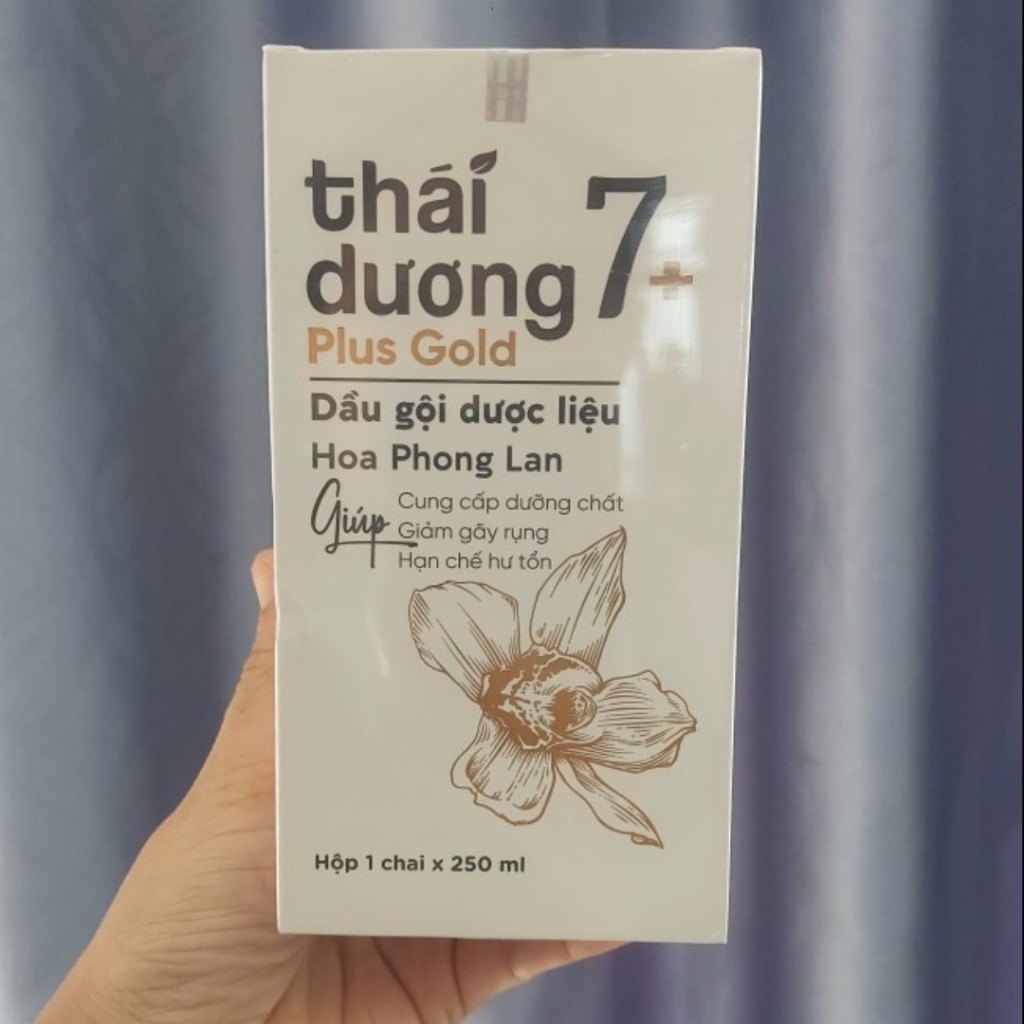 thái
dương 7+
Plus Gold
Dầu gội dược liệu
Hoa Phong Lan
Giúp
Cung cấp dưỡng chất
Giảm gãy rụng
Hạn chế hư tổn
Hộp 1 chai x 250 ml